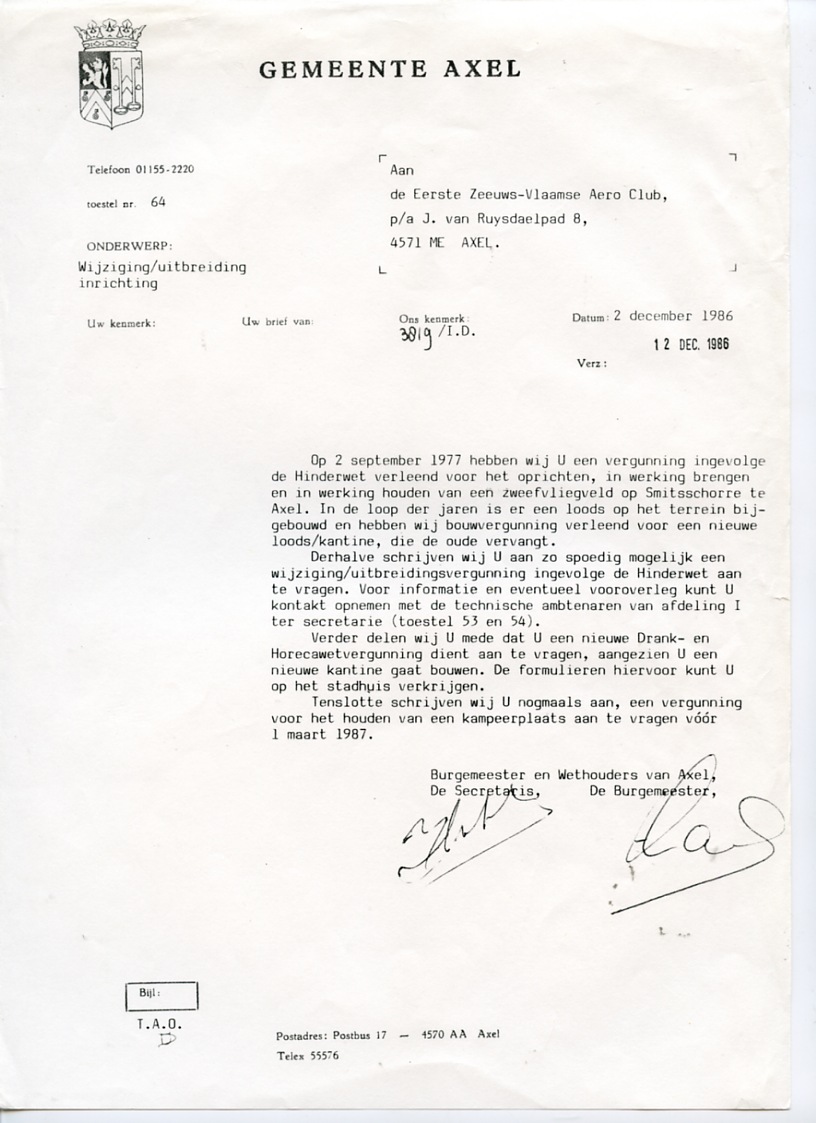 GEMEENTE AXEL
Telefoon 01155-2220
toestel nr. 64
ONDERWERP:
Wijziging/uitbreiding
inrichting
Aan
de Eerste Zeeuws-Vlaamse Aero Club,
p/a J. van Ruysdaelpad 8,
4571 ME AXEL.
Uw kenmerk:
Uw brief van:
Ons kenmerk:
3819/I.D.
Datum: 2 december 1986
12 DEC. 1986
Verz:
Op 2 september 1977 hebben wij U een vergunning ingevolge
de Hinderwet verleend voor het oprichten, in werking brengen
en in werking houden van een zweefvliegveld op Smitsschorre te
Axel. In de loop der jaren is er een loods op het terrein bij-
gebouwd en hebben wij bouwvergunning verleend voor een nieuwe
loods/kantine, die de oude vervangt.
Derhalve schrijven wij U aan zo spoedig mogelijk een
wijziging/uitbreidingsvergunning ingevolge de Hinderwet aan
te vragen. Voor informatie en eventueel vooroverleg kunt U
kontakt opnemen met de technische ambtenaren van afdeling I
ter secretarie (toestel 53 en 54).
Verder delen wij U mede dat U een nieuwe Drank- en
Horecawetvergunning dient aan te vragen, aangezien U een
nieuwe kantine gaat bouwen. De formulieren hiervoor kunt U
op het stadhuis verkrijgen.
Tenslotte schrijven wij U nogmaals aan, een vergunning
voor het houden van een kampeerplaats aan te vragen vóór
1 maart 1987.
Burgemeester en Wethouders van Axel,
De Secretaris, De Burgemeester,
Bijl:
T.A.O.
D
Postadres: Postbus 17 — 4570 AA Axel
Telex 55576